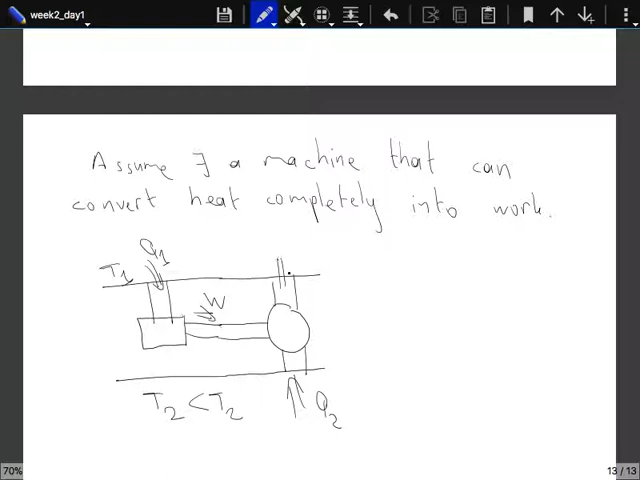 week2_day1
Assume ∃ a machine that can
convert heat completely into work.
Q1
T1
W
T2 < T2
Q2
70%
13 / 13